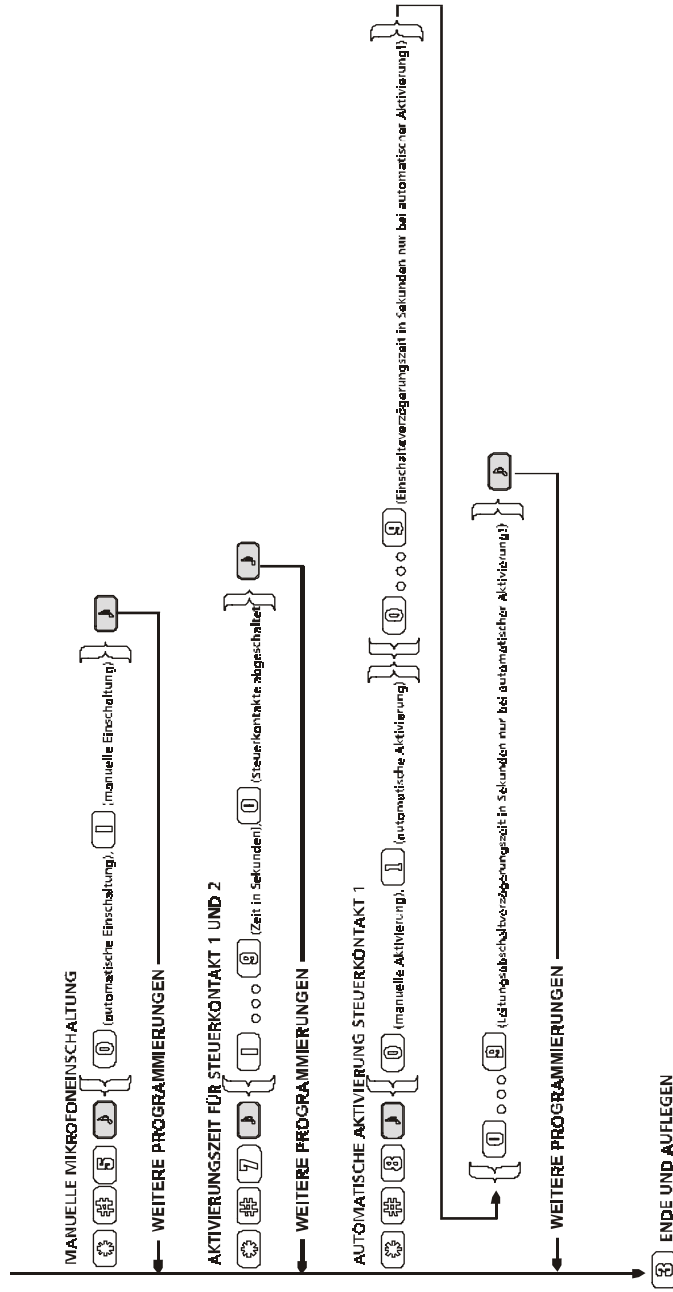 MANUELLE MIKROFONEINSCHALTUNG
* # 5 ♪ { 0 (automatische Einschaltung), 1 (manuelle Einschaltung) } ♪
WEITERE PROGRAMMIERUNGEN
AKTIVIERUNGSZEIT FÜR STEUERKONTAKT 1 UND 2
* # 7 ♪ { 1 ooo 9 (Zeit in Sekunden), 0 (Steuerkontakte abgeschaltet } ♪
WEITERE PROGRAMMIERUNGEN
AUTOMATISCHE AKTIVIERUNG STEUERKONTAKT 1
* # 8 ♪ { 0 (manuelle Aktivierung), 1 (automatische Aktivierung) } { 0 ooo 9 (Einschalteverzögerungszeit in Sekunden nur bei automatischer Aktivierung!) }
{ 0 ooo 9 (Leitungsabschaltverzögerungszeit in Sekunden nur bei automatischer Aktivierung!) } ♪
WEITERE PROGRAMMIERUNGEN
3 ENDE UND AUFLEGEN